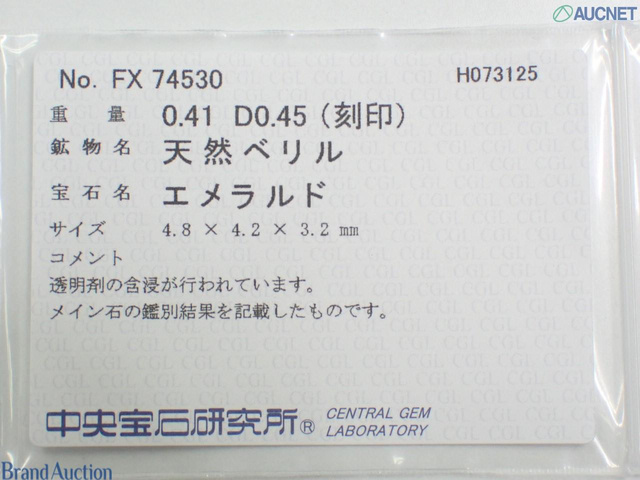 AUCNET
No. FX 74530
H073125
重 量 0.41 D0.45 (刻印)
鉱物名 天然ベリル
宝石名 エメラルド
サイズ 4.8 × 4.2 × 3.2 mm
コメント
透明剤の含浸が行われています。
メイン石の鑑別結果を記載したものです。
中央宝石研究所® CENTRAL GEM
LABORATORY
Brand Auction